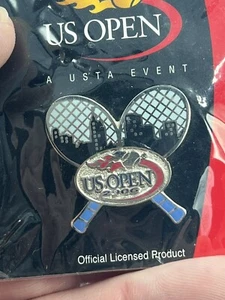 US OPEN
A USTA EVENT
US OPEN
Official Licensed Product